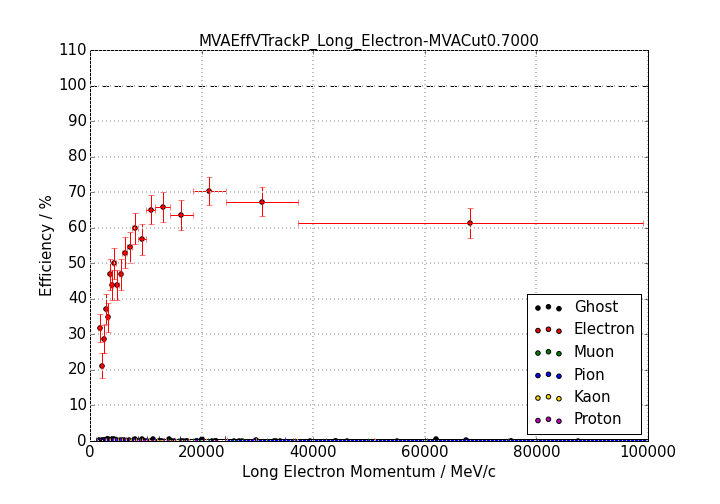 MVAEffVTrackP_Long_Electron-MVACut0.7000
110
100
90
80
70
60
50
40
30
20
10
0
Efficiency / %
Ghost
Electron
Muon
Pion
Kaon
Proton
0 20000 40000 60000 80000 100000
Long Electron Momentum / MeV/c